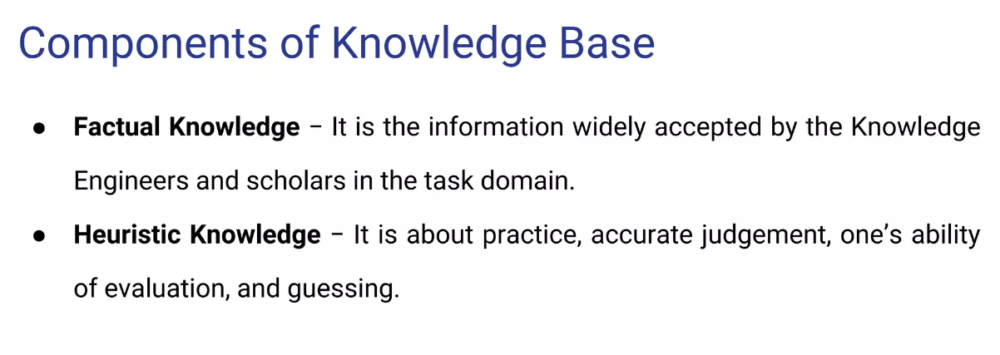 Components of Knowledge Base
● Factual Knowledge − It is the information widely accepted by the Knowledge
Engineers and scholars in the task domain.
● Heuristic Knowledge − It is about practice, accurate judgement, one’s ability
of evaluation, and guessing.